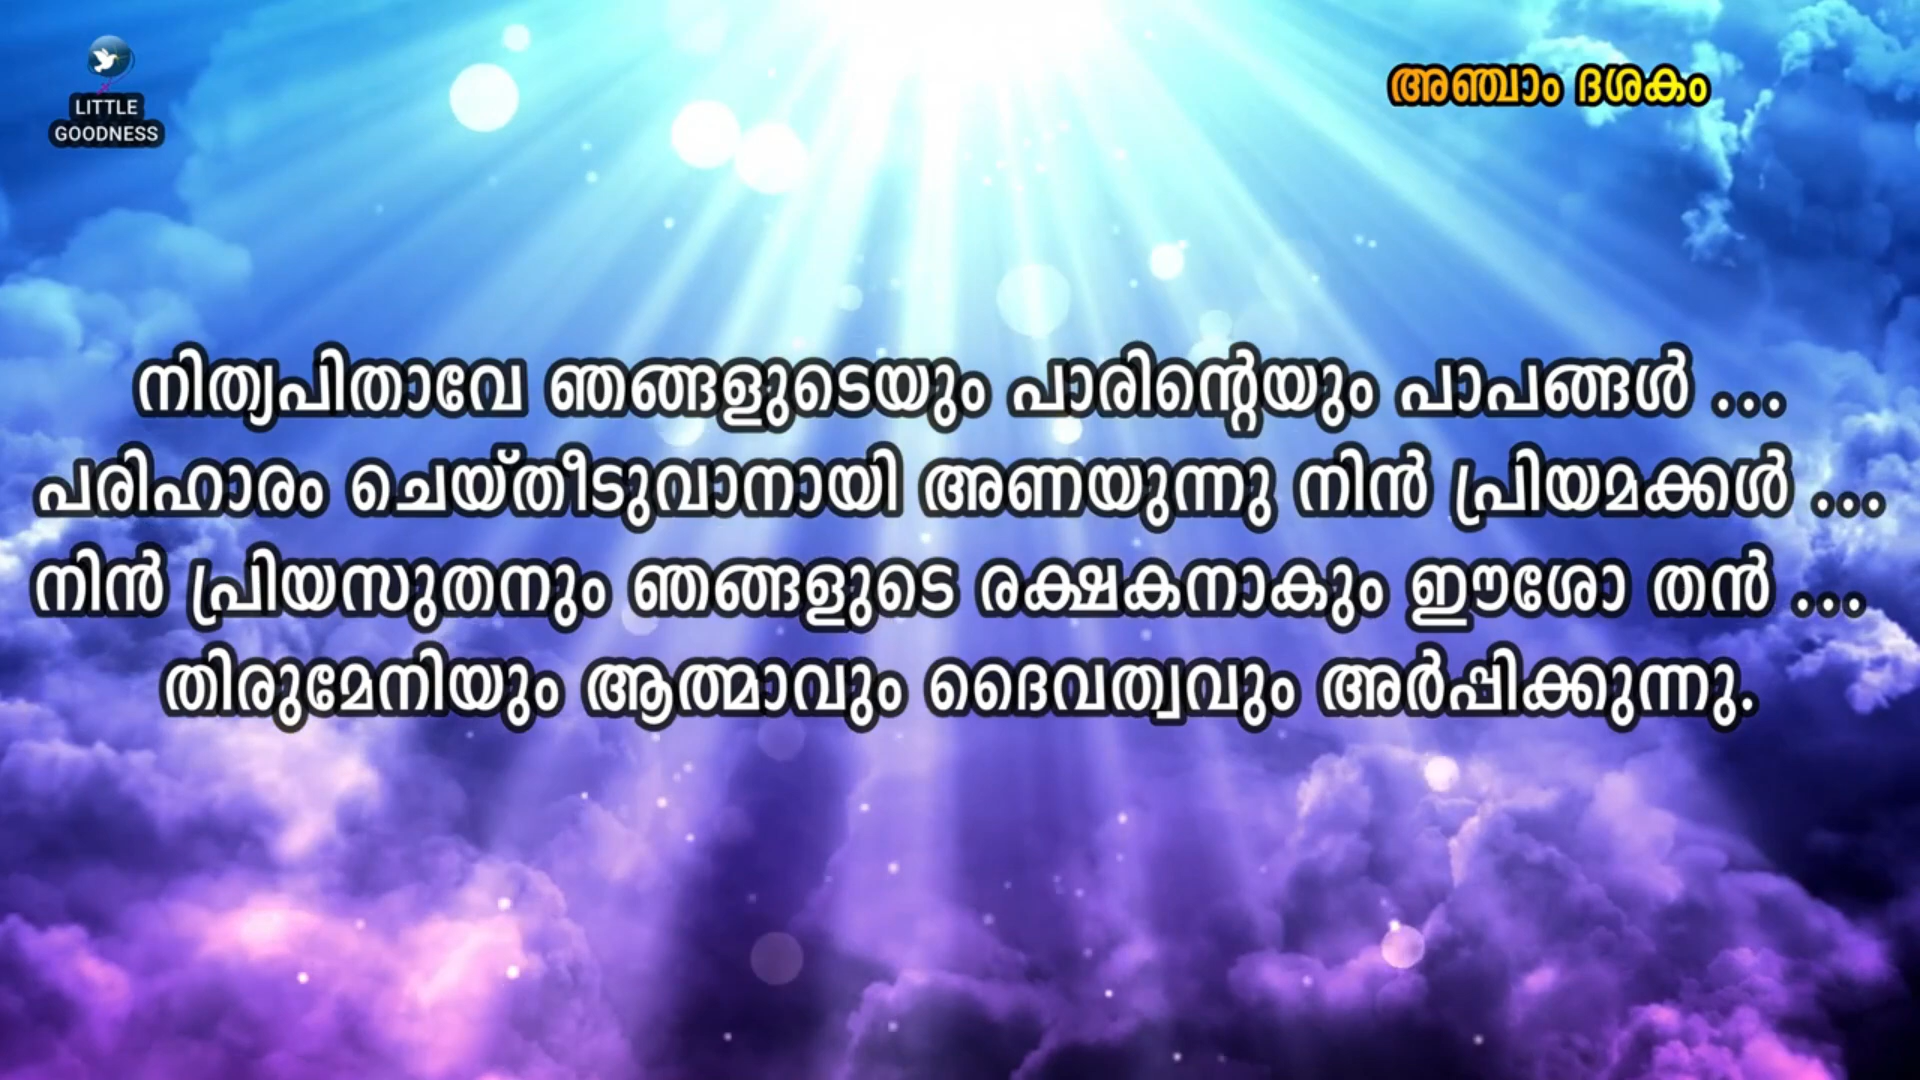 LITTLE
GOODNESS
അഞ്ചാം ദശകം
നിത്യപിതാവേ ഞങ്ങളുടെയും പാരിന്റെയും പാപങ്ങൾ ...
പരിഹാരം ചെയ്തീടുവാനായി അണയുന്നു നിൻ പ്രിയമക്കൾ ...
നിൻ പ്രിയസുതനും ഞങ്ങളുടെ രക്ഷകനാകും ഈശോ തൻ ...
തിരുമേനിയും ആത്മാവും ദൈവത്വവും അർപ്പിക്കുന്നു.